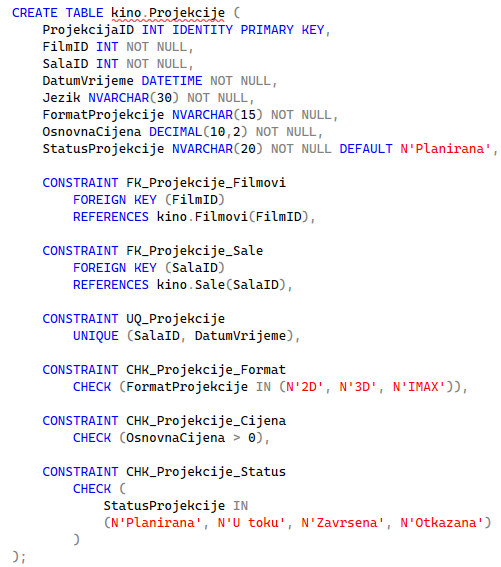 CREATE TABLE kino.Projekcije (
    ProjekcijaID INT IDENTITY PRIMARY KEY,
    FilmID INT NOT NULL,
    SalaID INT NOT NULL,
    DatumVrijeme DATETIME NOT NULL,
    Jezik NVARCHAR(30) NOT NULL,
    FormatProjekcije NVARCHAR(15) NOT NULL,
    OsnovnaCijena DECIMAL(10,2) NOT NULL,
    StatusProjekcije NVARCHAR(20) NOT NULL DEFAULT N'Planirana',

    CONSTRAINT FK_Projekcije_Filmovi
        FOREIGN KEY (FilmID)
        REFERENCES kino.Filmovi(FilmID),

    CONSTRAINT FK_Projekcije_Sale
        FOREIGN KEY (SalaID)
        REFERENCES kino.Sale(SalaID),

    CONSTRAINT UQ_Projekcije
        UNIQUE (SalaID, DatumVrijeme),

    CONSTRAINT CHK_Projekcije_Format
        CHECK (FormatProjekcije IN (N'2D', N'3D', N'IMAX')),

    CONSTRAINT CHK_Projekcije_Cijena
        CHECK (OsnovnaCijena > 0),

    CONSTRAINT CHK_Projekcije_Status
        CHECK (
            StatusProjekcije IN
            (N'Planirana', N'U toku', N'Zavrsena', N'Otkazana')
        )
);